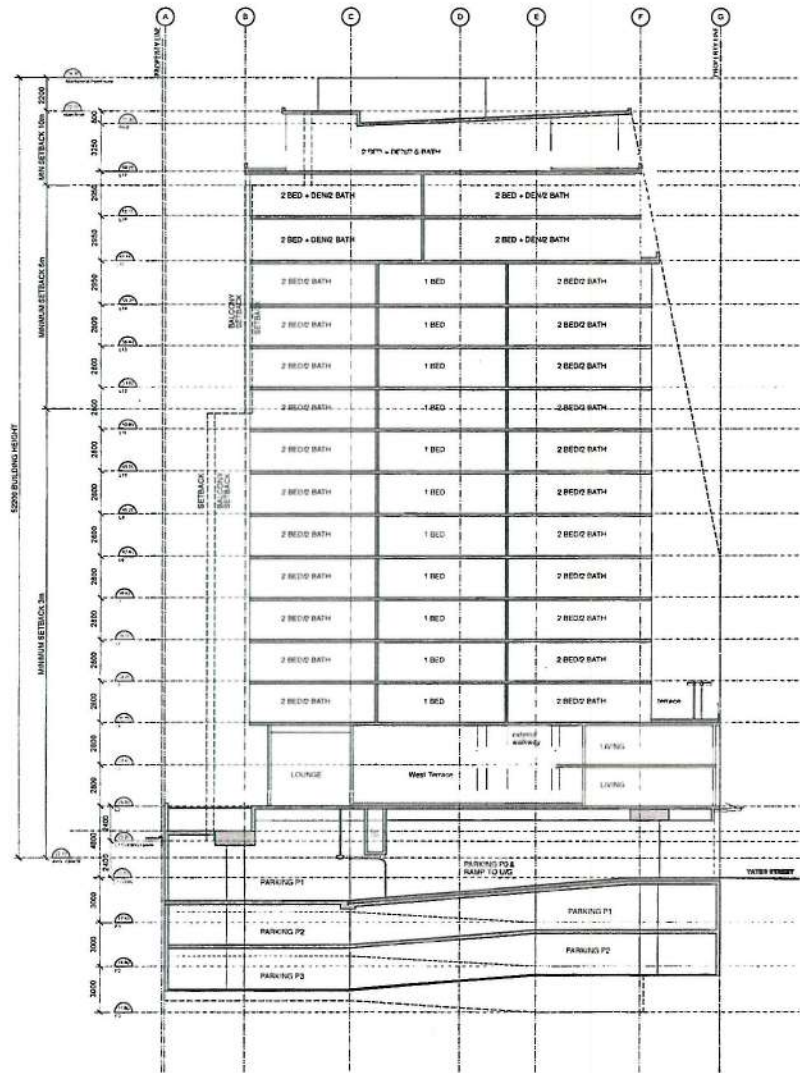 A B C D E F G
PROPERTY LINE
PROPERTY LINE
2200
MIN SETBACK 10m
800
3250
2 BED + DEN/2.5 BATH
2950
2 BED + DEN/2 BATH 2 BED + DEN/2 BATH
2950
2 BED + DEN/2 BATH 2 BED + DEN/2 BATH
2950
2 BED/2 BATH 1 BED 2 BED/2 BATH
MINIMUM SETBACK 6m
BALCONY SETBACK
SETBACK
2800
2 BED/2 BATH 1 BED 2 BED/2 BATH
2800
2 BED/2 BATH 1 BED 2 BED/2 BATH
2800
2 BED/2 BATH 1 BED 2 BED/2 BATH
52200 BUILDING HEIGHT
2800
2 BED/2 BATH 1 BED 2 BED/2 BATH
SETBACK
BALCONY SETBACK
2800
2 BED/2 BATH 1 BED 2 BED/2 BATH
2800
2 BED/2 BATH 1 BED 2 BED/2 BATH
2800
2 BED/2 BATH 1 BED 2 BED/2 BATH
MINIMUM SETBACK 3m
2800
2 BED/2 BATH 1 BED 2 BED/2 BATH
2800
2 BED/2 BATH 1 BED 2 BED/2 BATH
2800
2 BED/2 BATH 1 BED 2 BED/2 BATH
terrace
2800
external walkway
LIVING
2800
LOUNGE West Terrace LIVING
2400
4800
2400
PARKING P0 &
RAMP TO U/G
YATES STREET
3000
PARKING P1
PARKING P1
3000
PARKING P2
PARKING P2
3000
PARKING P3